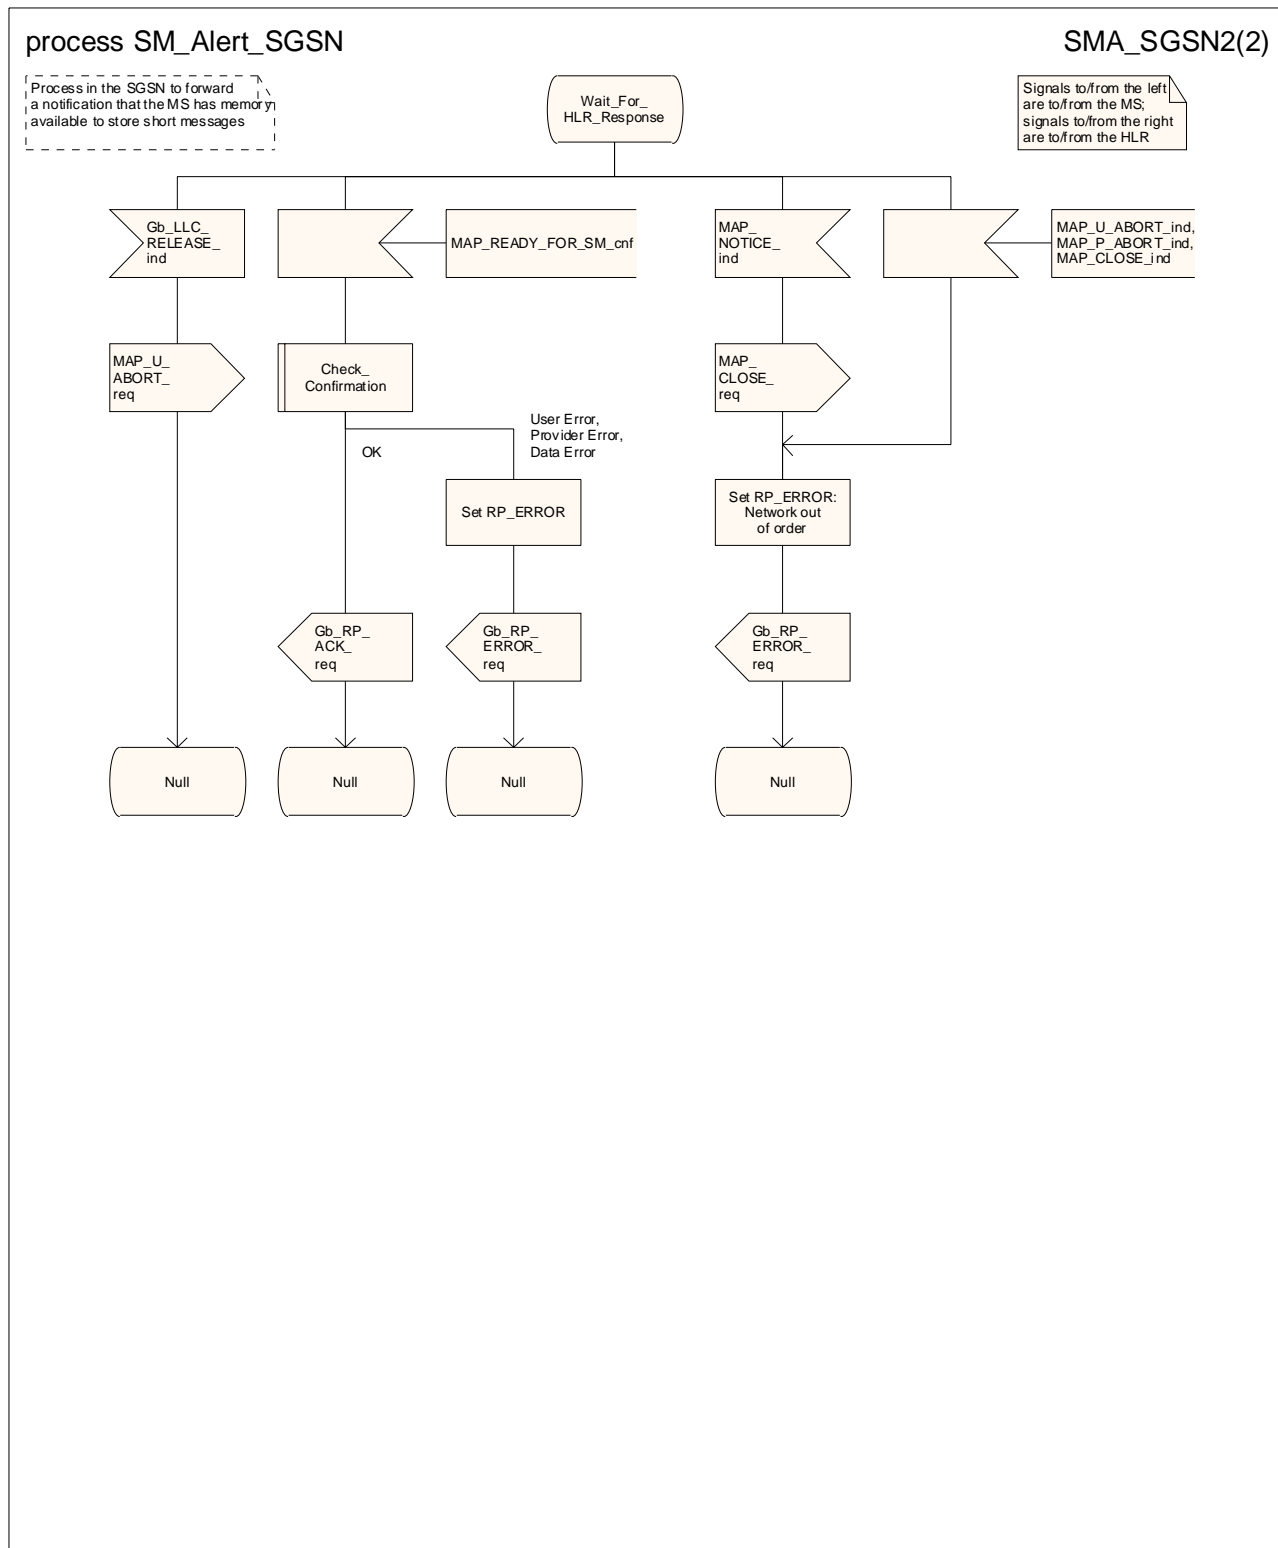 process SM_Alert_SGSN
SMA_SGSN2(2)
Process in the SGSN to forward
a notification that the MS has memory
available to store short messages
Wait_For_
HLR_Response
Signals to/from the left
are to/from the MS;
signals to/from the right
are to/from the HLR
Gb_LLC_
RELEASE_
ind
MAP_READY_FOR_SM_cnf
MAP_
NOTICE_
ind
MAP_U_ABORT_ind,
MAP_P_ABORT_ind,
MAP_CLOSE_ind
MAP_U_
ABORT_
req
Check_
Confirmation
MAP_
CLOSE_
req
User Error,
Provider Error,
Data Error
OK
Set RP_ERROR
Set RP_ERROR:
Network out
of order
Gb_RP_
ACK_
req
Gb_RP_
ERROR_
req
Gb_RP_
ERROR_
req
Null
Null
Null
Null